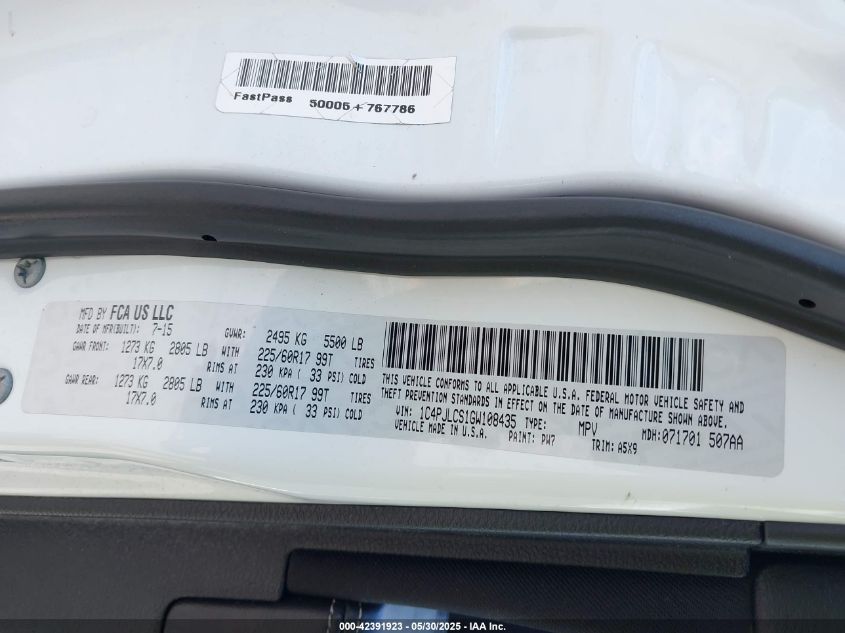 FastPass 50005+767786
MFD BY FCA US LLC
DATE OF MFR(BUILT): 7-15 GVWR: 2495 KG 5500 LB
GAWR FRONT: 1273 KG 2805 LB WITH 225/60R17 99T TIRES
17X7.0 RIMS AT 230 KPA ( 33 PSI) COLD
GAWR REAR: 1273 KG 2805 LB WITH 225/60R17 99T TIRES
17X7.0 RIMS AT 230 KPA ( 33 PSI) COLD
THIS VEHICLE CONFORMS TO ALL APPLICABLE U.S.A. FEDERAL MOTOR VEHICLE SAFETY AND
THEFT PREVENTION STANDARDS IN EFFECT ON THE DATE OF MANUFACTURE SHOWN ABOVE.
VIN: 1C4PJLCS1GW108435 TYPE: MPV MDH: 071701 507AA
VEHICLE MADE IN U.S.A. PAINT: PW7 TRIM: A5X9
000-42391923 - 05/30/2025 - IAA Inc.